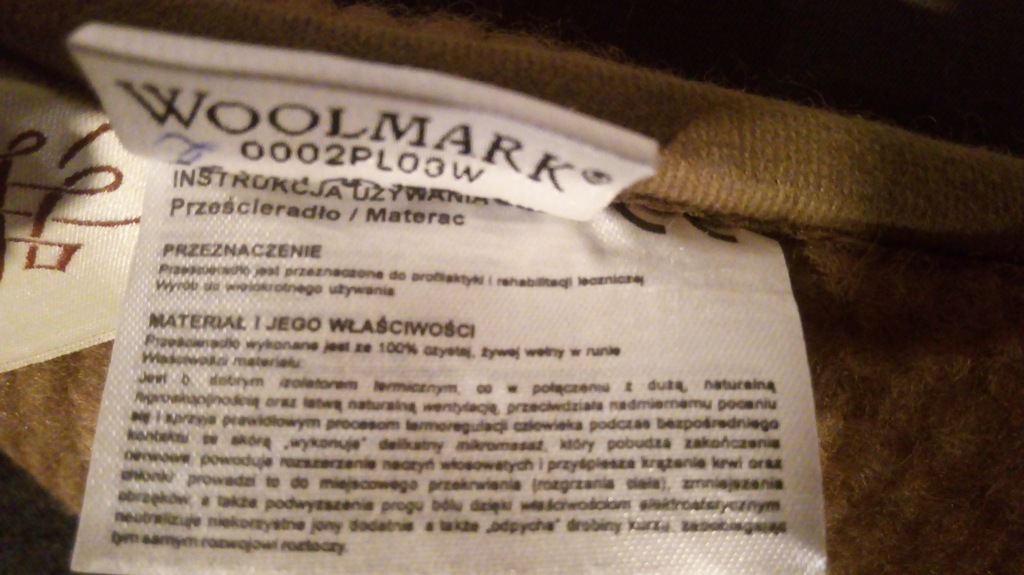 WOOLMARK®
0002PL03W
INSTRUKCJA UŻYWANIA
Prześcieradło / Materac
PRZEZNACZENIE
Prześcieradło jest przeznaczone do profilaktyki i rehabilitacji leczniczej
Wyrób do wielokrotnego używania
MATERIAŁ I JEGO WŁAŚCIWOŚCI
Prześcieradło wykonane jest ze 100% czystej, żywej wełny w runie
Właściwości materiału:
Jest b. dobrym izolatorem termicznym, co w połączeniu z dużą, naturalną
higroskopijnością oraz łatwą naturalną wentylacją, przeciwdziała nadmiernemu poceniu
się i sprzyja prawidłowym procesom termoregulacji człowieka podczas bezpośredniego
kontaktu ze skórą „wykonuje" delikatny mikromasaż, który pobudza zakończenia
nerwowe, powoduje rozszerzenie naczyń włosowatych i przyśpiesza krążenie krwi oraz
chłonki, prowadzi to do miejscowego przekrwienia (rozgrzania ciała), zmniejszenia
obrzęków, a także podwyższenia progu bólu dzięki właściwościom elektrostatycznym
neutralizuje niekorzystne jony dodatnie a także „odpycha" drobiny kurzu, zapobiegając
tym samym rozwojowi roztoczy.